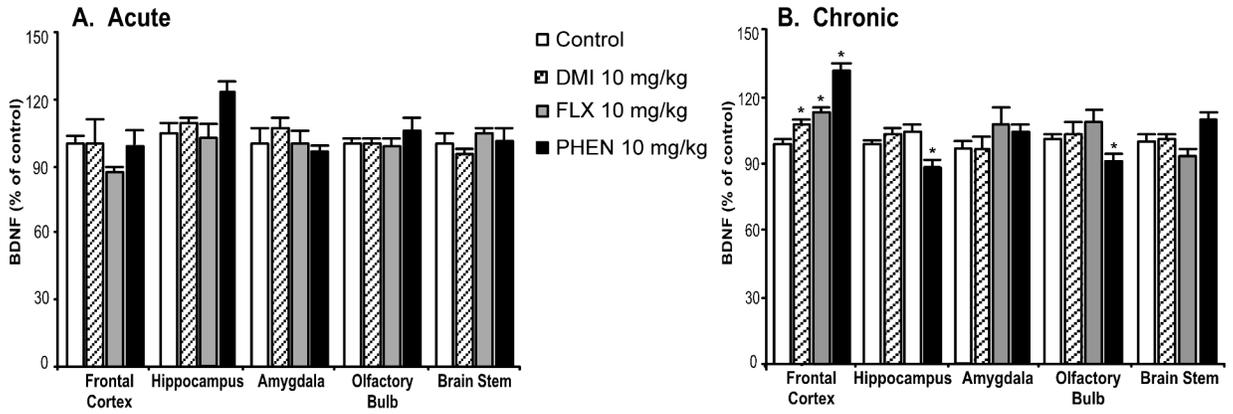 A. Acute
150
120
90
60
30
0
BDNF (% of control)
Frontal
Cortex
Hippocampus
Amygdala
Olfactory
Bulb
Brain Stem
Control
DMI 10 mg/kg
FLX 10 mg/kg
PHEN 10 mg/kg
B. Chronic
150
120
90
60
30
0
BDNF (% of control)
* * *
*
*
Frontal
Cortex
Hippocampus
Amygdala
Olfactory
Bulb
Brain Stem